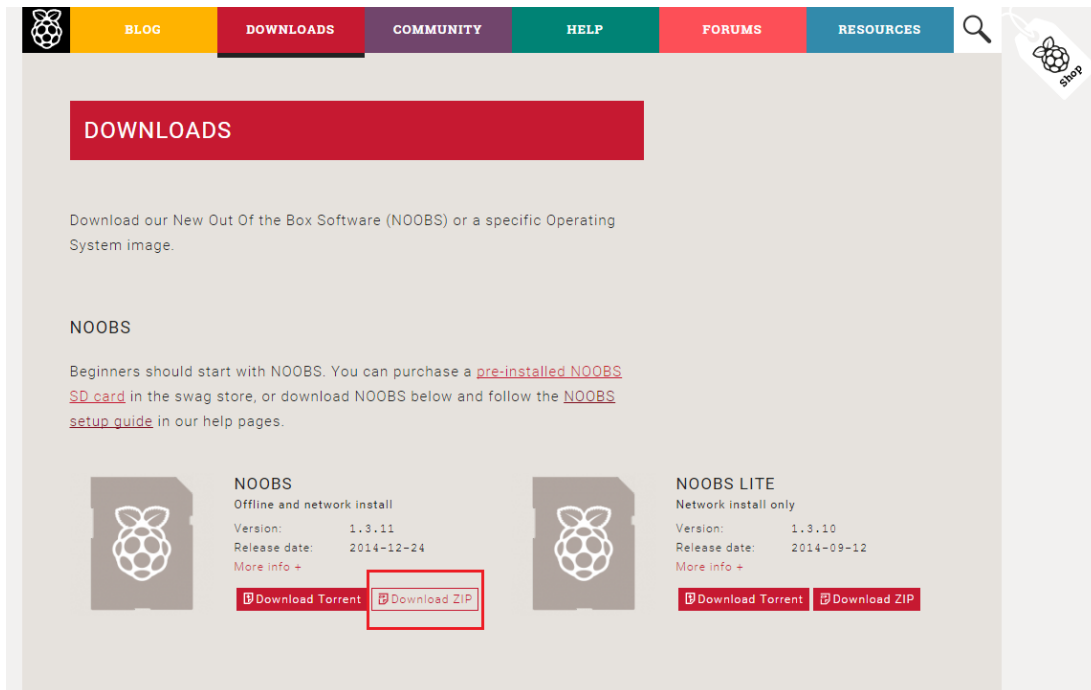 BLOG DOWNLOADS COMMUNITY HELP FORUMS RESOURCES
shop
DOWNLOADS
Download our New Out Of the Box Software (NOOBS) or a specific Operating
System image.
NOOBS
Beginners should start with NOOBS. You can purchase a pre-installed NOOBS
SD card in the swag store, or download NOOBS below and follow the NOOBS
setup guide in our help pages.
NOOBS
Offline and network install
Version: 1.3.11
Release date: 2014-12-24
More info +
Download Torrent Download ZIP
NOOBS LITE
Network install only
Version: 1.3.10
Release date: 2014-09-12
More info +
Download Torrent Download ZIP